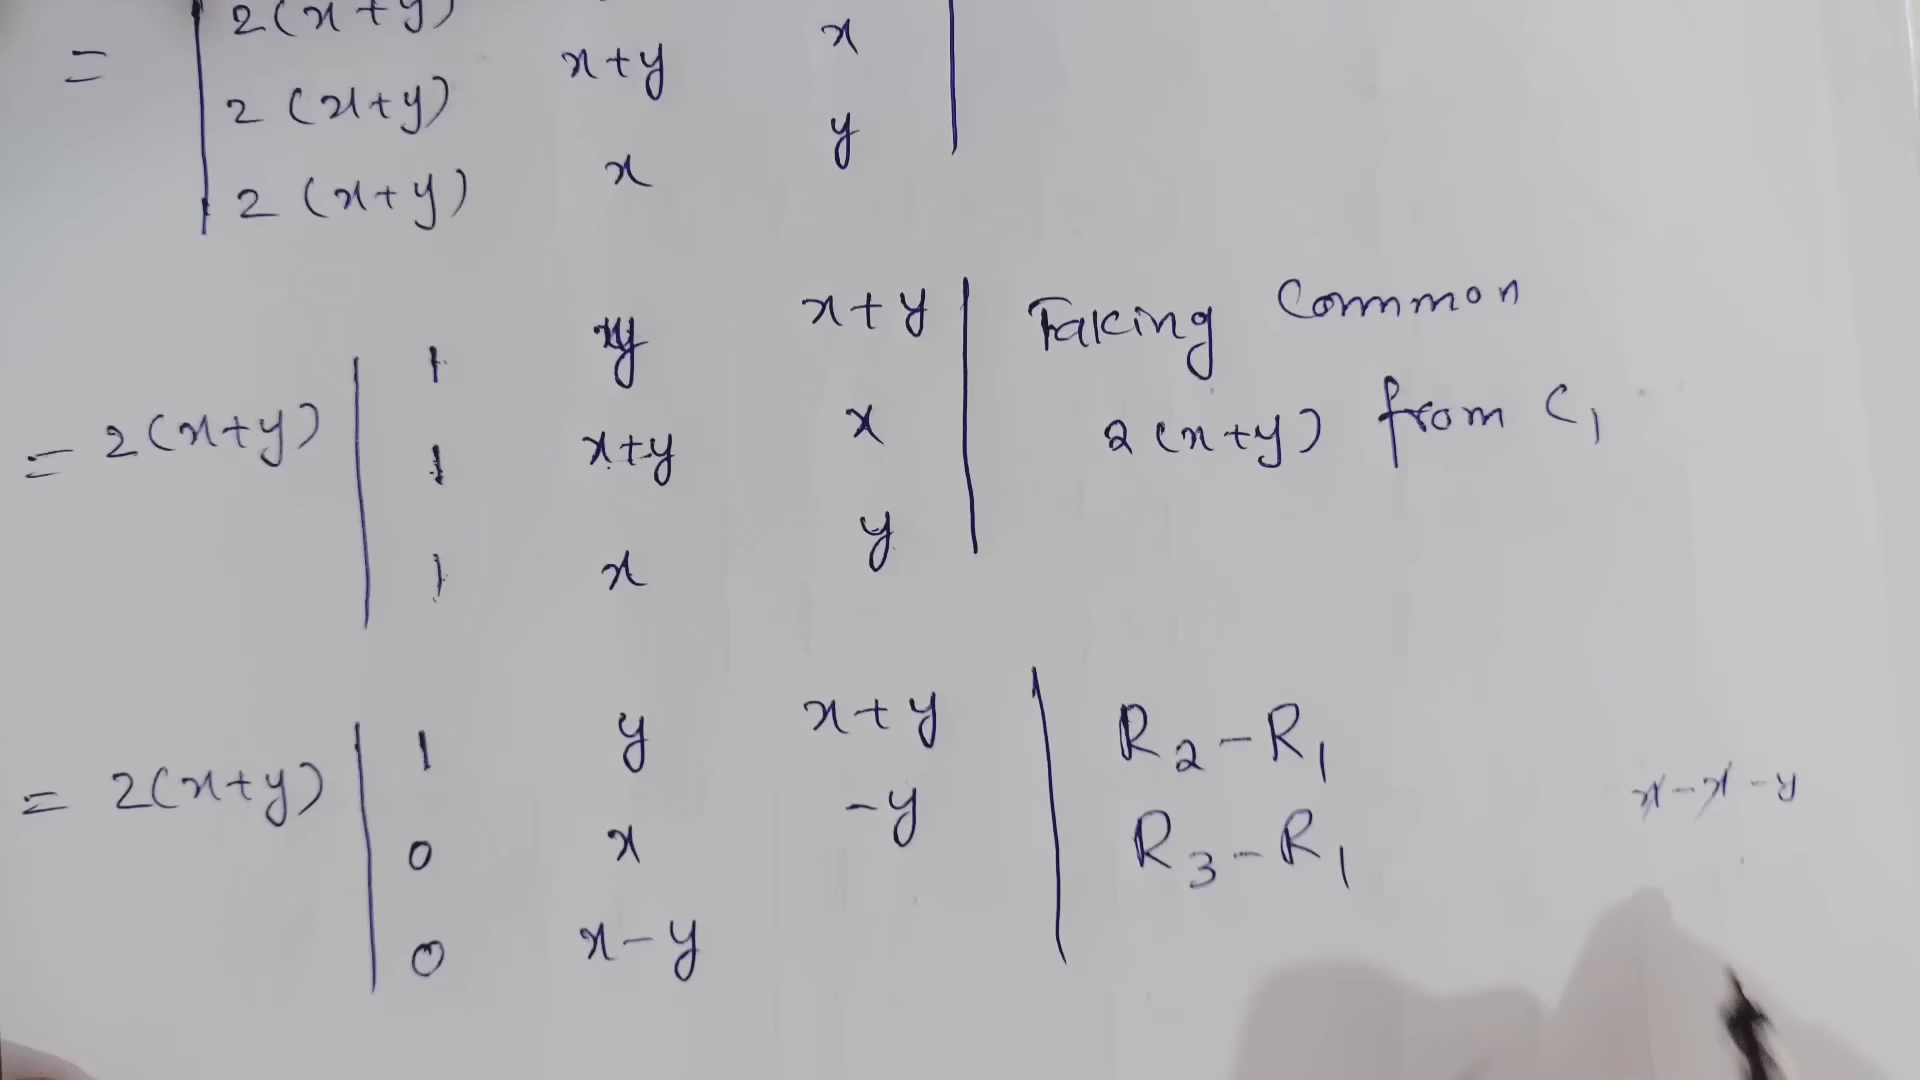 2(x+y)
= 2(x+y) x+y x
2(x+y) x y
1 y x+y Taking Common
= 2(x+y) 1 x+y x 2(x+y) from C₁
1 x y
1 y x+y R₂-R₁
= 2(x+y) 0 x -y R₃-R₁ x-x-y
0 x-y